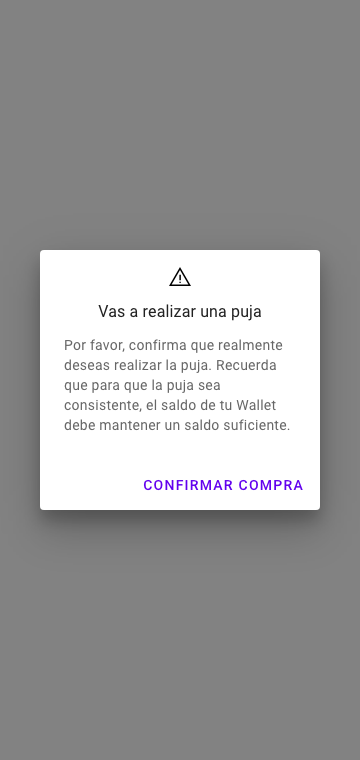 Vas a realizar una puja
Por favor, confirma que realmente
deseas realizar la puja. Recuerda
que para que la puja sea
consistente, el saldo de tu Wallet
debe mantener un saldo suficiente.
CONFIRMAR COMPRA